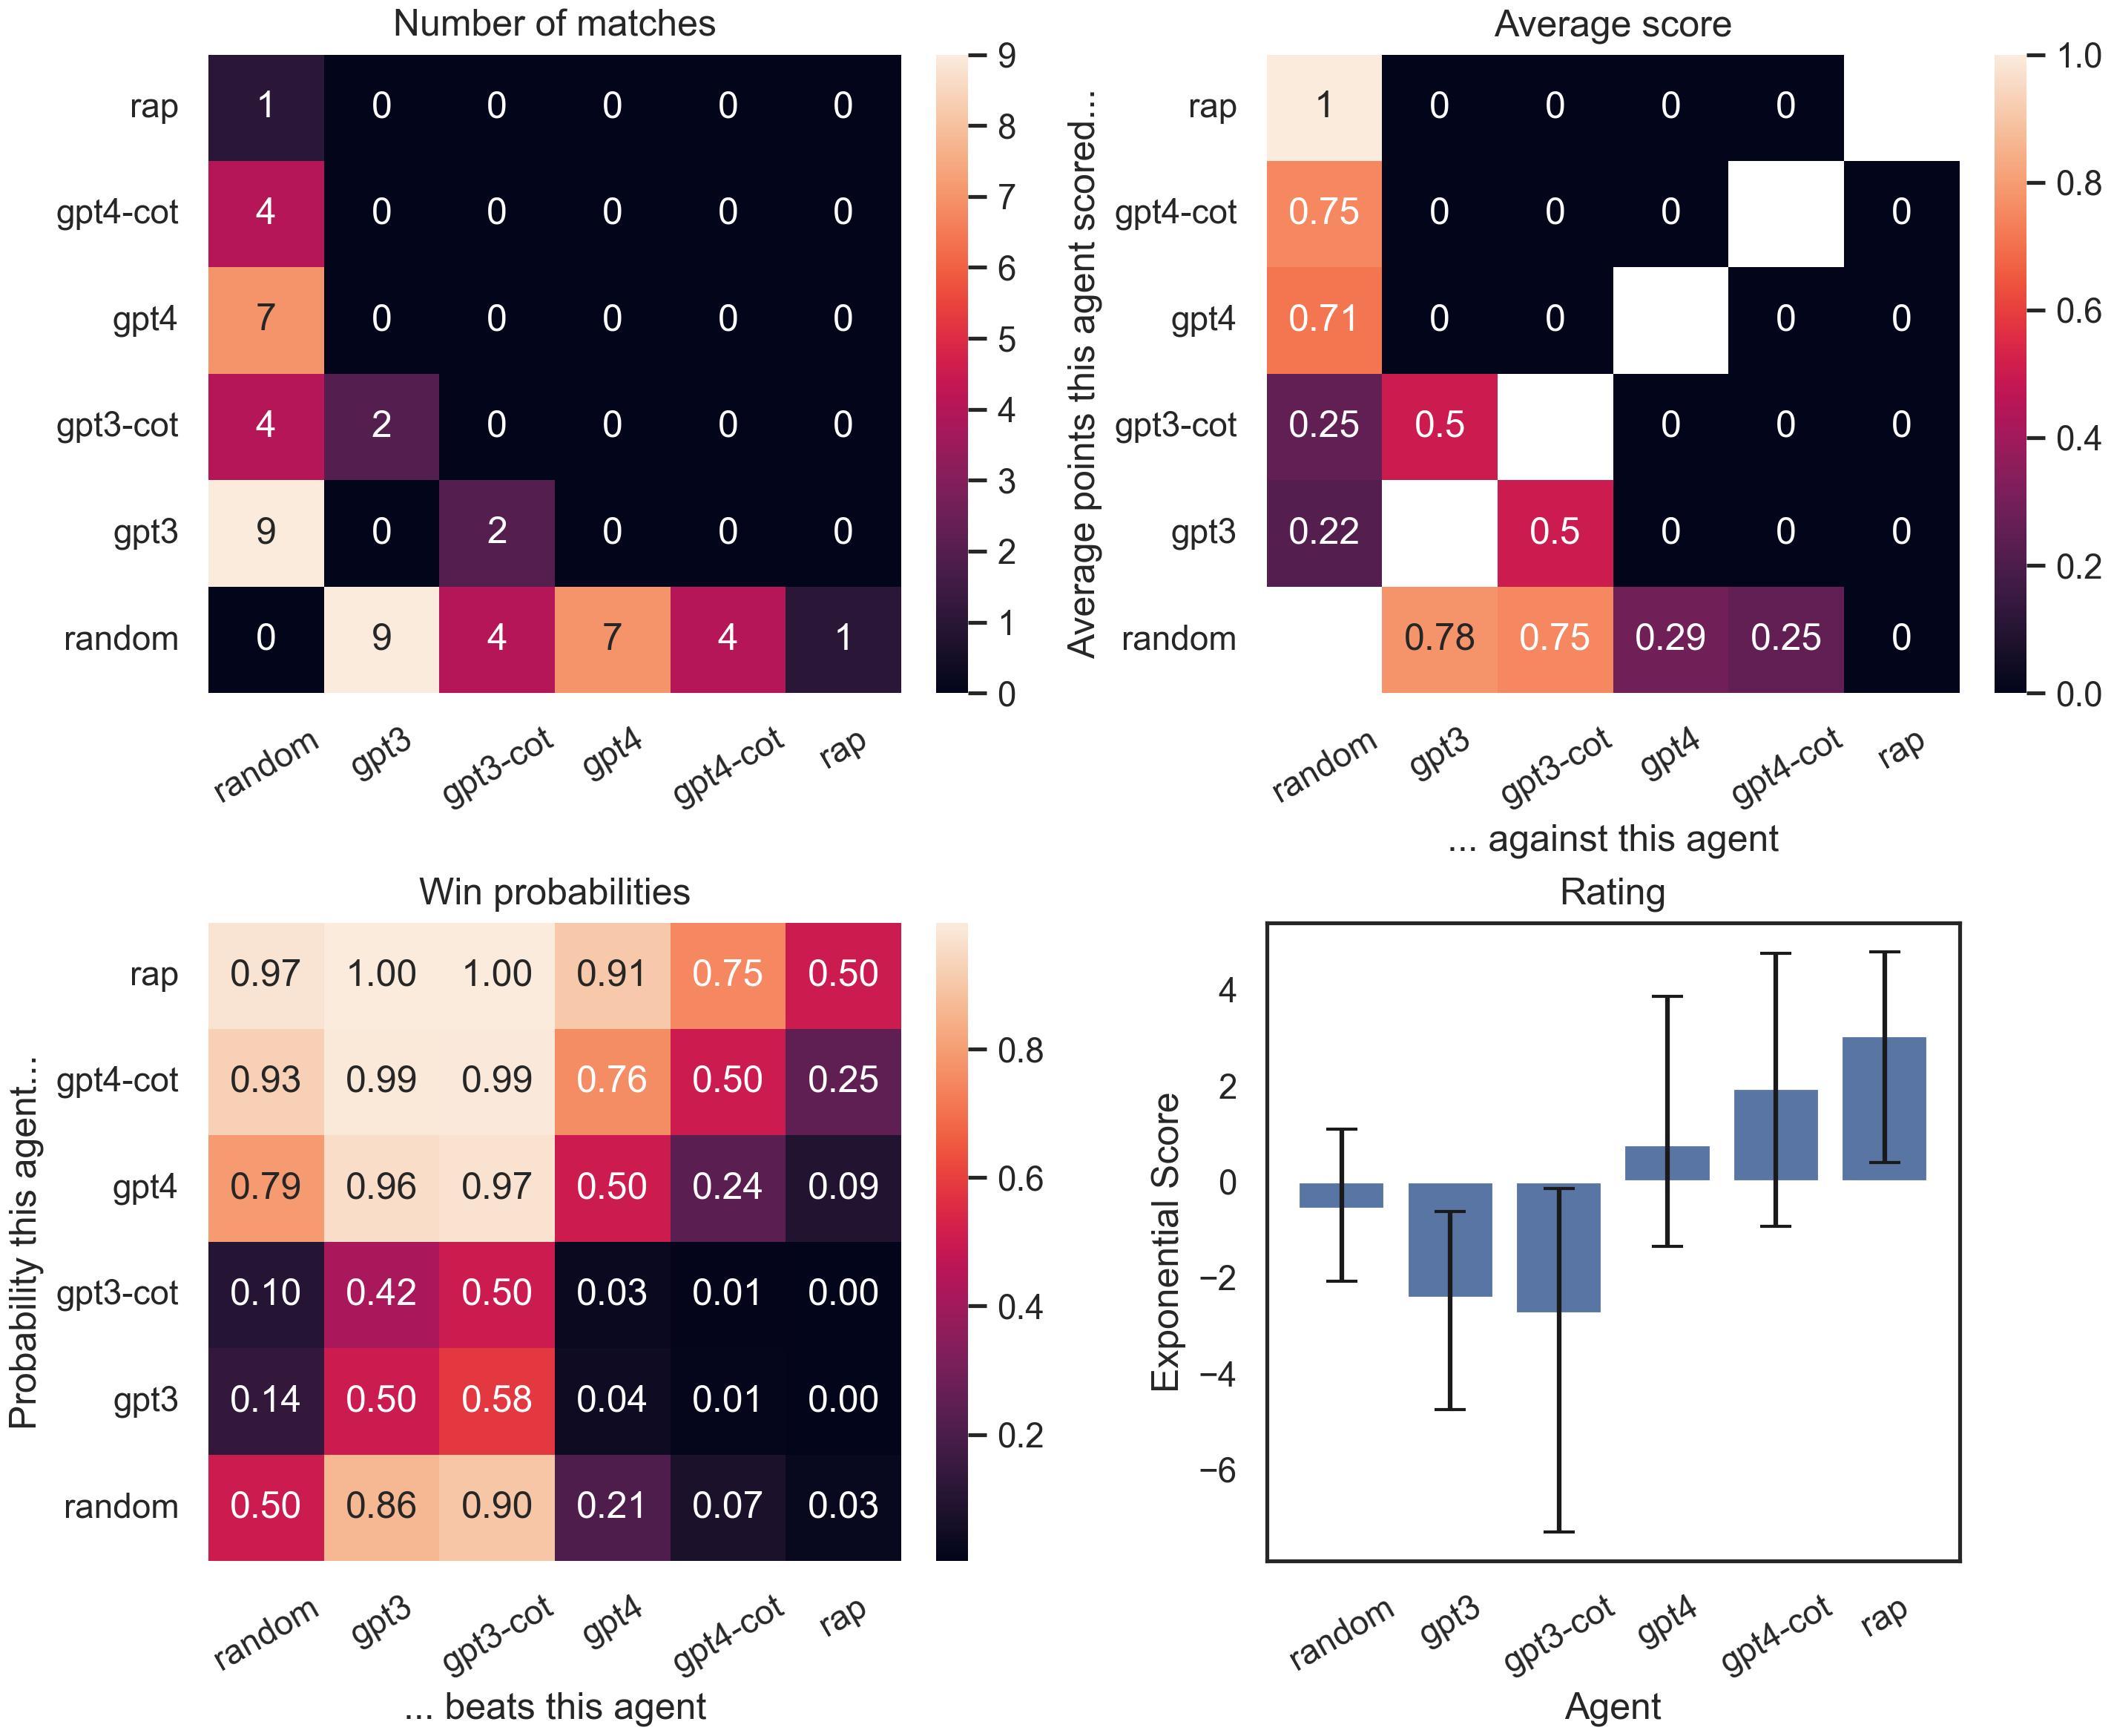 Number of matches
rap 1 0 0 0 0 0
gpt4-cot 4 0 0 0 0 0
gpt4 7 0 0 0 0 0
gpt3-cot 4 2 0 0 0 0
gpt3 9 0 2 0 0 0
random 0 9 4 7 4 1
random gpt3 gpt3-cot gpt4 gpt4-cot rap
9
8
7
6
5
4
3
2
1
0
Average score
Average points this agent scored...
rap 1 0 0 0 0
gpt4-cot 0.75 0 0 0 0
gpt4 0.71 0 0 0 0
gpt3-cot 0.25 0.5 0 0 0
gpt3 0.22 0.5 0 0 0
random 0.78 0.75 0.29 0.25 0
random gpt3 gpt3-cot gpt4 gpt4-cot rap
... against this agent
1.0
0.8
0.6
0.4
0.2
0.0
Win probabilities
Probability this agent...
rap 0.97 1.00 1.00 0.91 0.75 0.50
gpt4-cot 0.93 0.99 0.99 0.76 0.50 0.25
gpt4 0.79 0.96 0.97 0.50 0.24 0.09
gpt3-cot 0.10 0.42 0.50 0.03 0.01 0.00
gpt3 0.14 0.50 0.58 0.04 0.01 0.00
random 0.50 0.86 0.90 0.21 0.07 0.03
random gpt3 gpt3-cot gpt4 gpt4-cot rap
... beats this agent
0.8
0.6
0.4
0.2
Rating
Exponential Score
4
2
0
−2
−4
−6
random gpt3 gpt3-cot gpt4 gpt4-cot rap
Agent